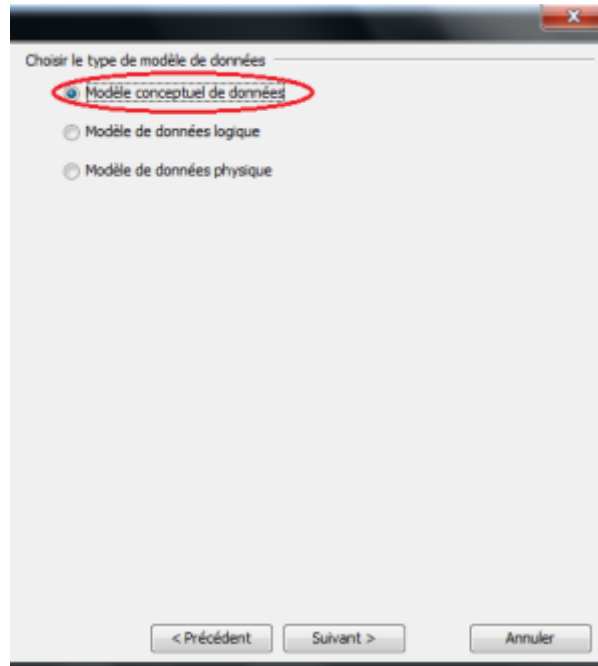 Choisir le type de modèle de données
Modèle conceptuel de données
Modèle de données logique
Modèle de données physique
< Précédent Suivant > Annuler